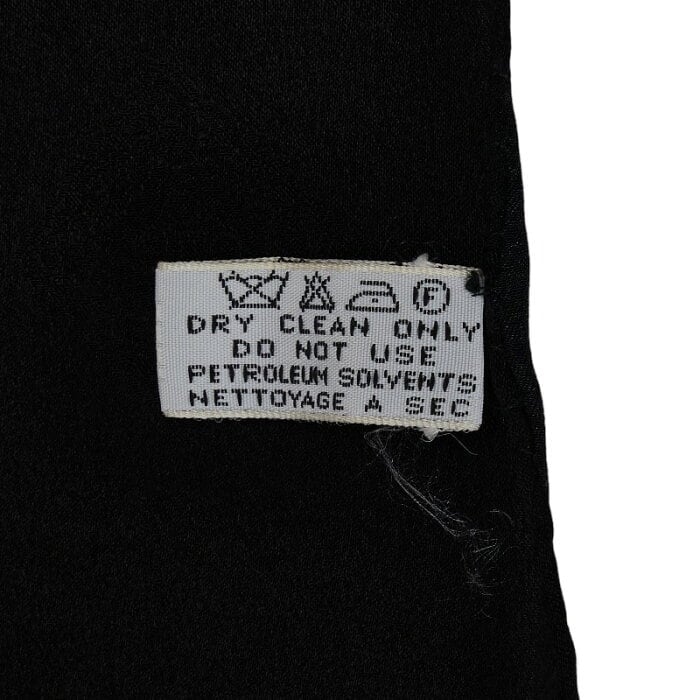 F
DRY CLEAN ONLY
DO NOT USE
PETROLEUM SOLVENTS
NETTOYAGE A SEC